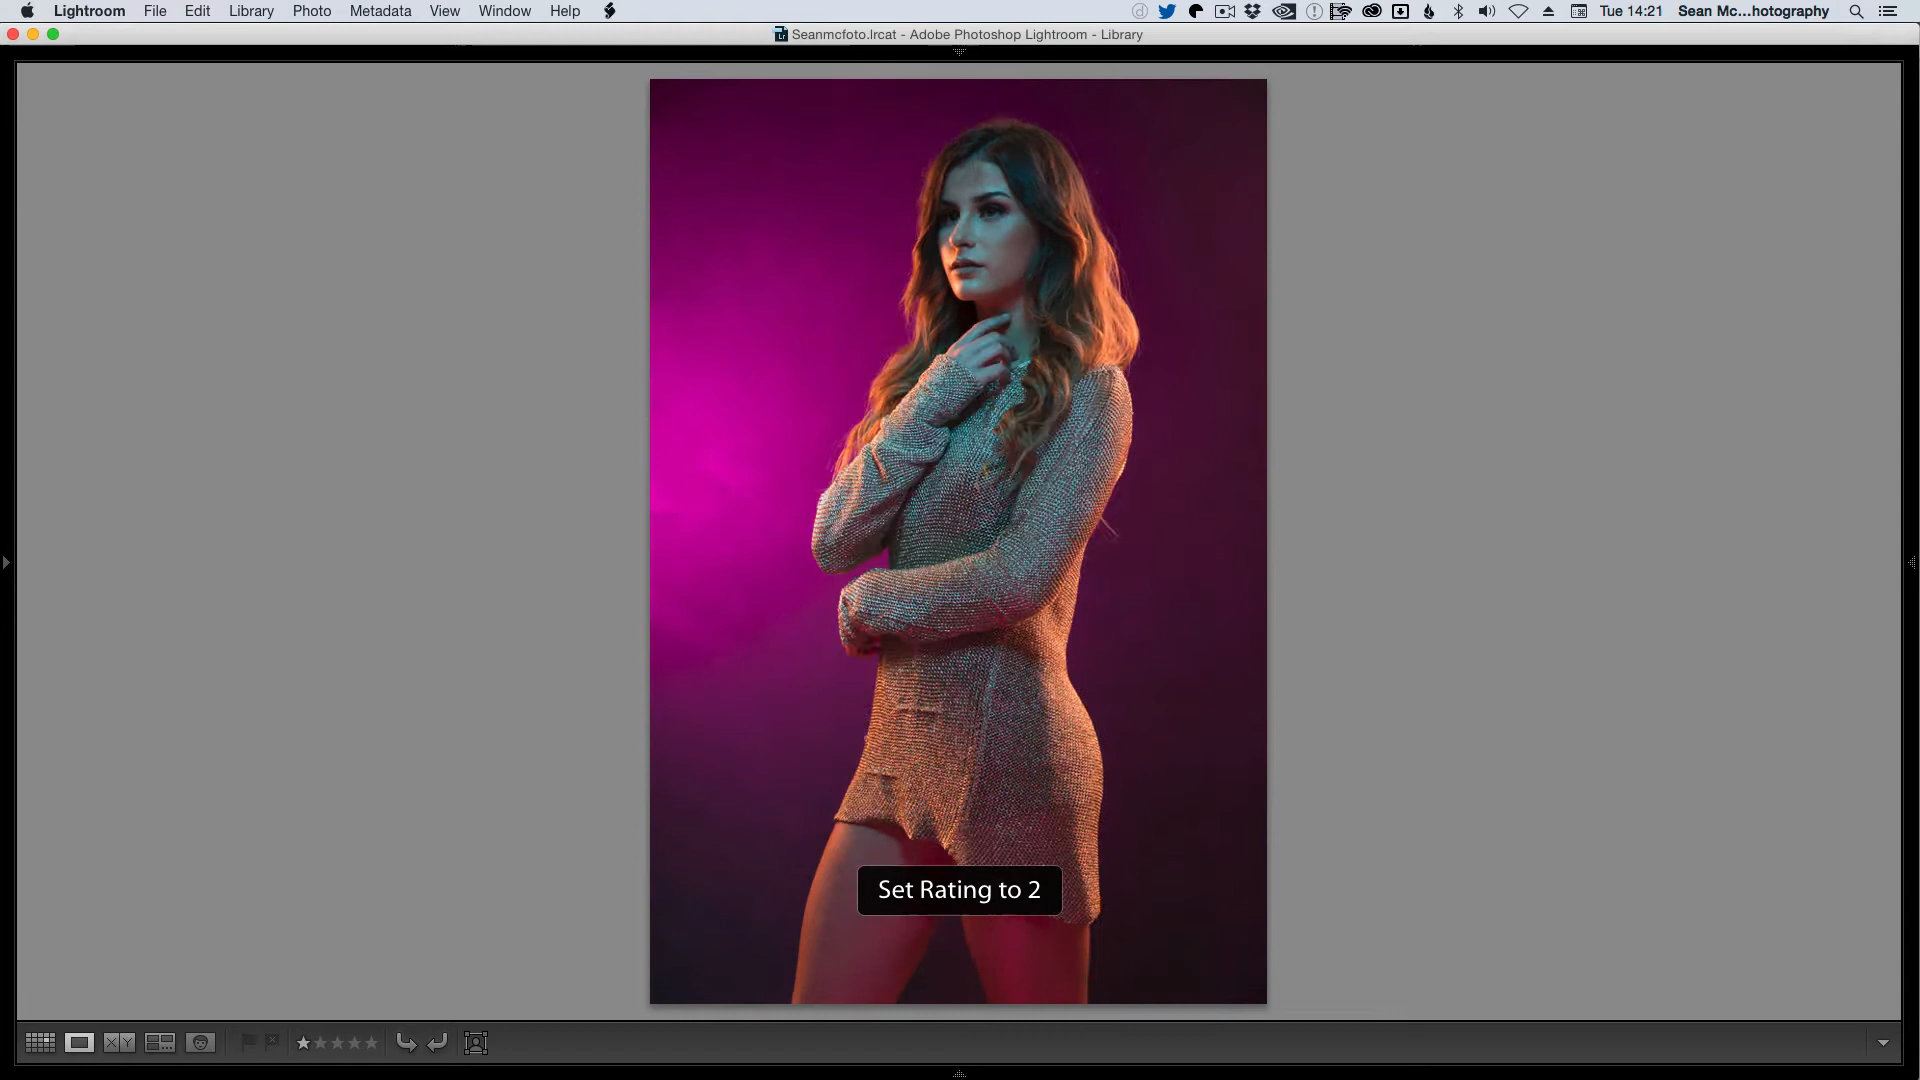 Lightroom File Edit Library Photo Metadata View Window Help Tue 14:21 Sean Mc...hotography
Seanmcfoto.lrcat - Adobe Photoshop Lightroom - Library
Set Rating to 2
X Y